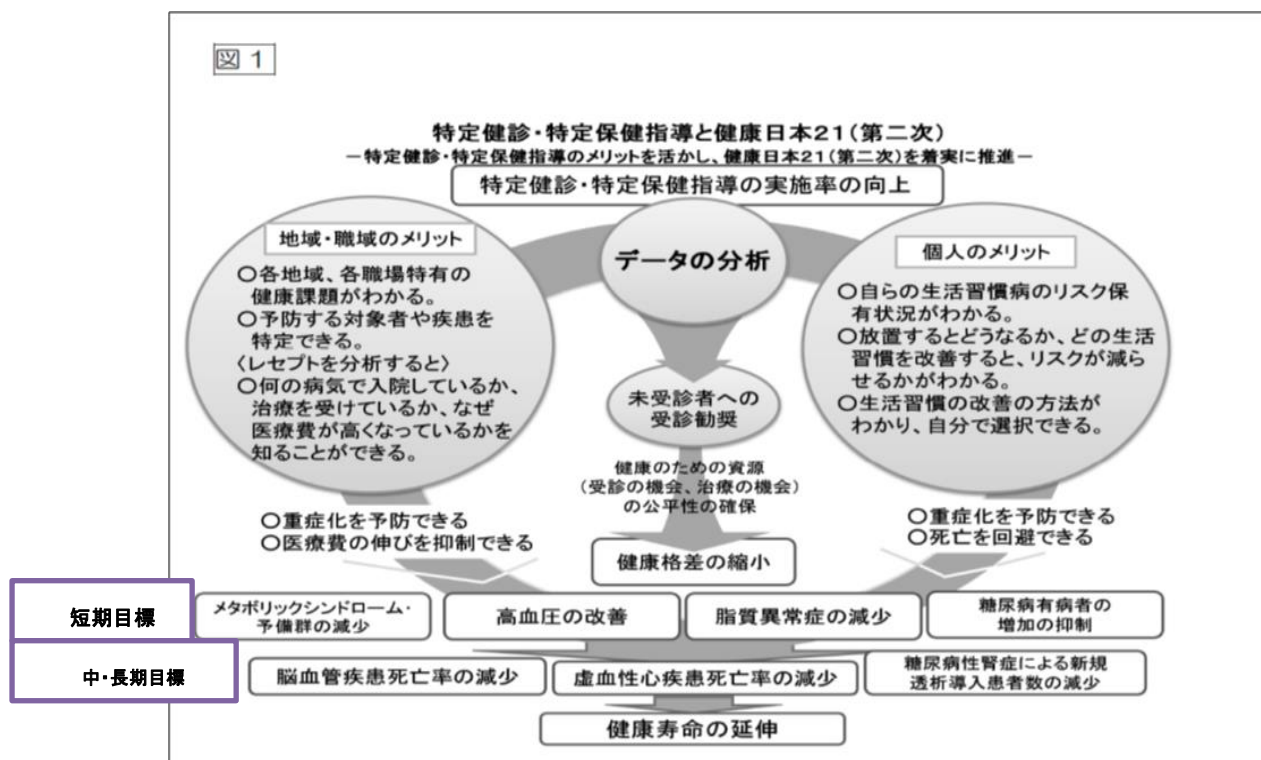 図 1
特定健診・特定保健指導と健康日本21(第二次)
－特定健診・特定保健指導のメリットを活かし、健康日本21(第二次)を着実に推進－
特定健診・特定保健指導の実施率の向上
地域・職域のメリット
〇各地域、各職場特有の
健康課題がわかる。
〇予防する対象者や疾患を
特定できる。
〈レセプトを分析すると〉
〇何の病気で入院しているか、
治療を受けているか、なぜ
医療費が高くなっているかを
知ることができる。
〇重症化を予防できる
〇医療費の伸びを抑制できる
データの分析
未受診者への
受診勧奨
健康のための資源
(受診の機会、治療の機会)
の公平性の確保
健康格差の縮小
個人のメリット
〇自らの生活習慣病のリスク保
有状況がわかる。
〇放置するとどうなるか、どの生活
習慣を改善すると、リスクが減ら
せるかがわかる。
〇生活習慣の改善の方法が
わかり、自分で選択できる。
〇重症化を予防できる
〇死亡を回避できる
短期目標
メタボリックシンドローム・
予備群の減少
高血圧の改善
脂質異常症の減少
糖尿病有病者の
増加の抑制
中・長期目標
脳血管疾患死亡率の減少
虚血性心疾患死亡率の減少
糖尿病性腎症による新規
透析導入患者数の減少
健康寿命の延伸